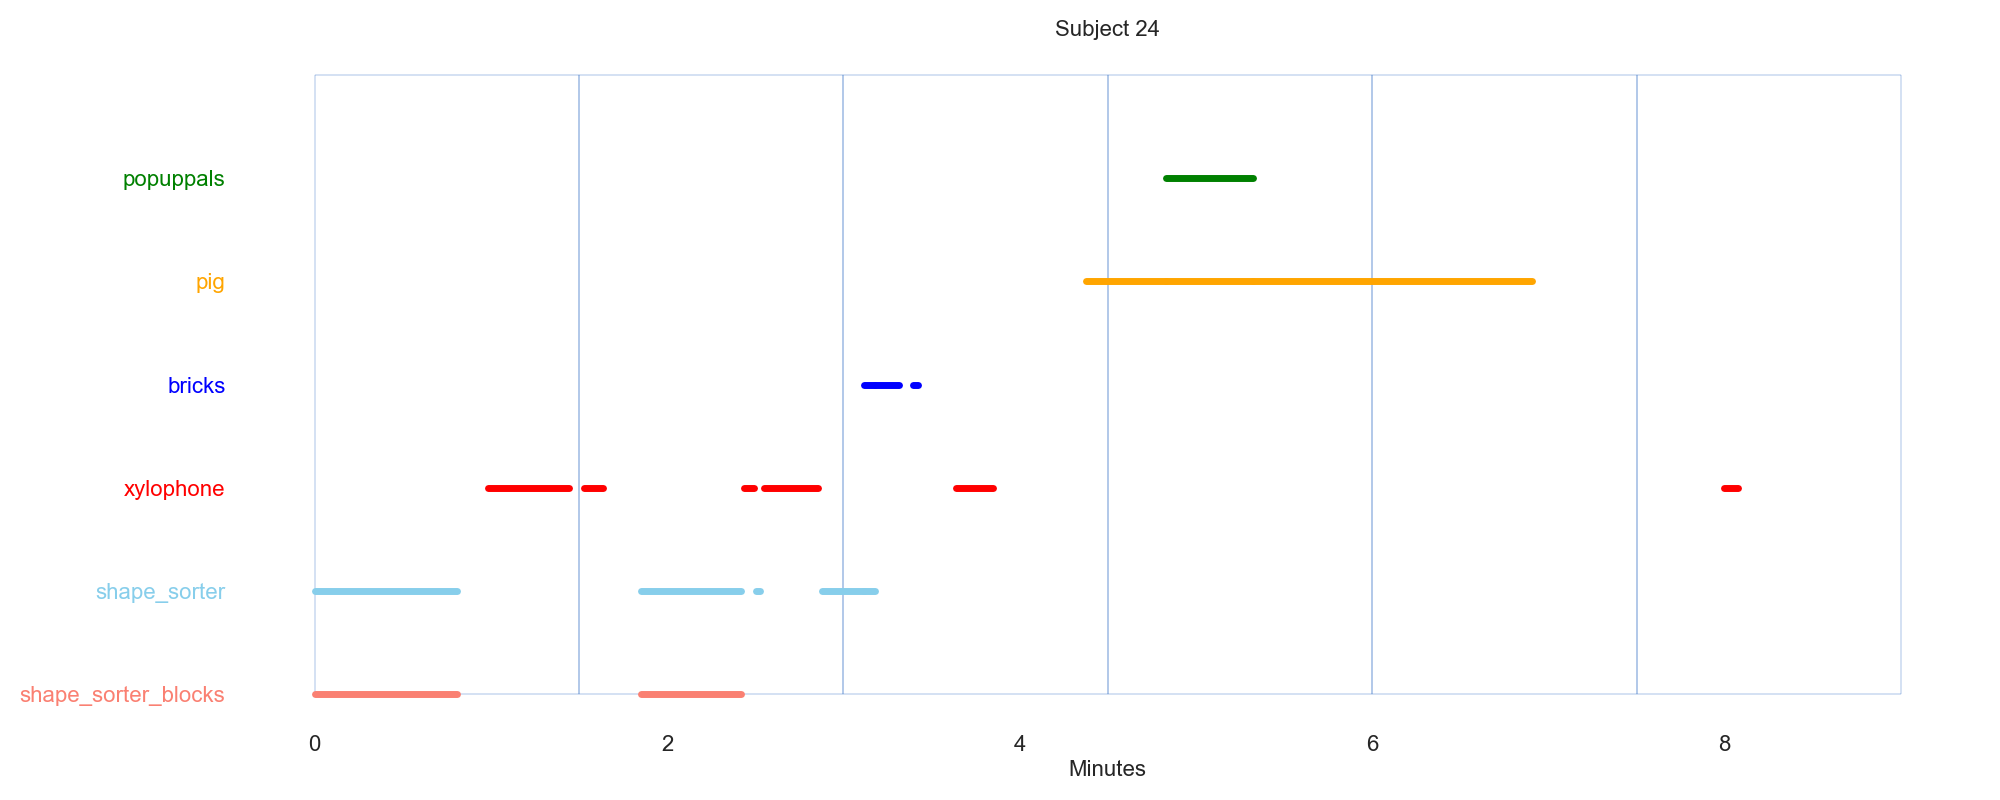 Subject 24
popuppals
pig
bricks
xylophone
shape_sorter
shape_sorter_blocks
0 2 4 6 8
Minutes